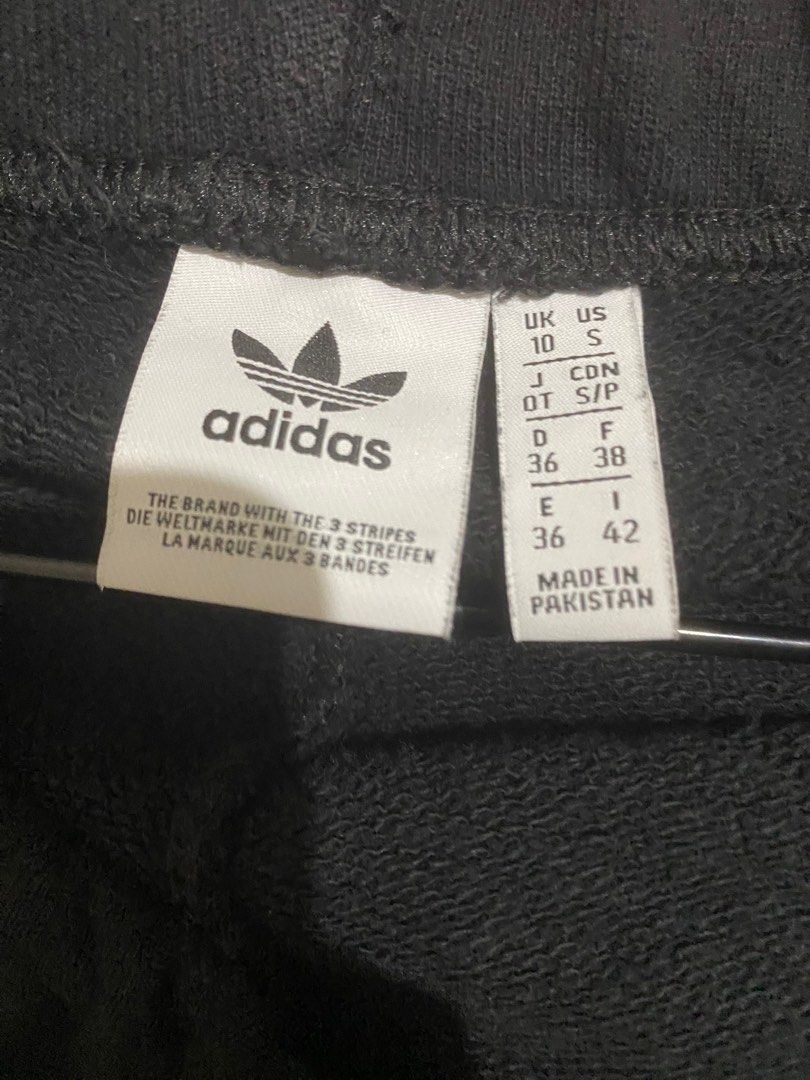 adidas
THE BRAND WITH THE 3 STRIPES
DIE WELTMARKE MIT DEN 3 STREIFEN
LA MARQUE AUX 3 BANDES
UK US
10 S
J CDN
OT S/P
D F
36 38
E I
36 42
MADE IN
PAKISTAN